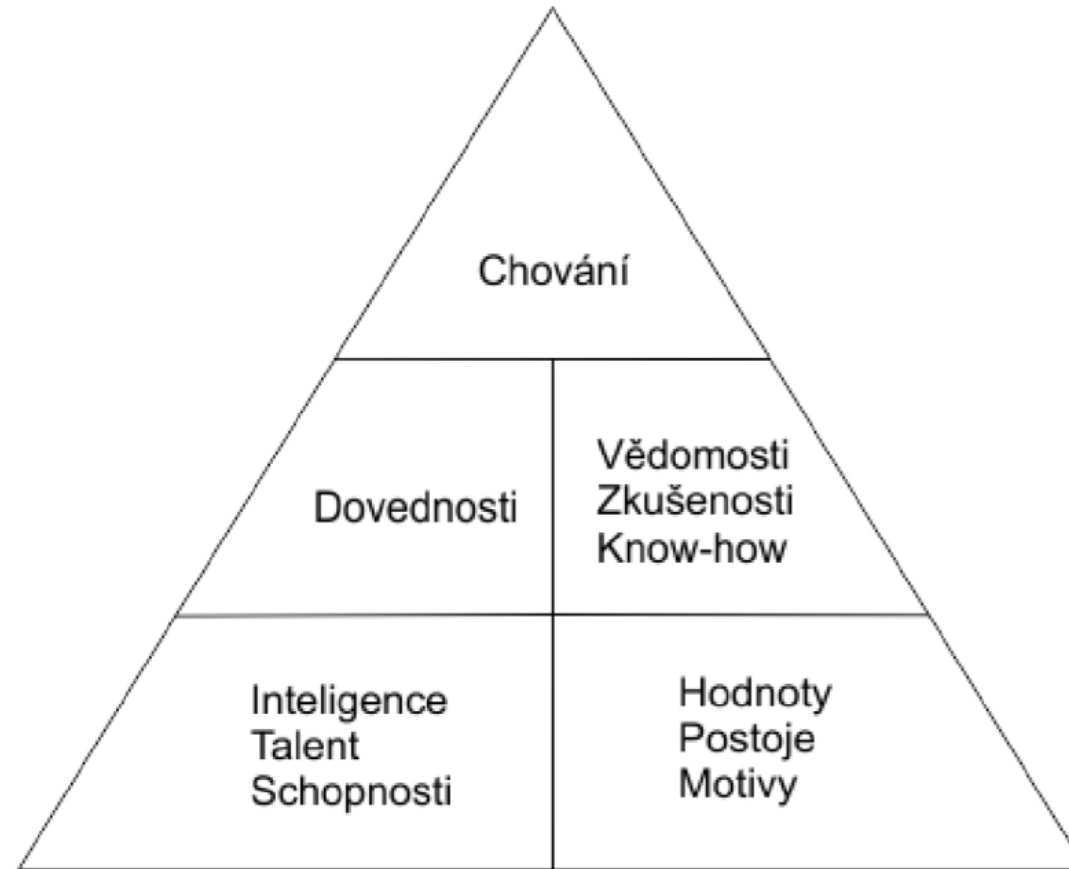 Chování
Dovednosti
Vědomosti
Zkušenosti
Know-how
Inteligence
Talent
Schopnosti
Hodnoty
Postoje
Motivy